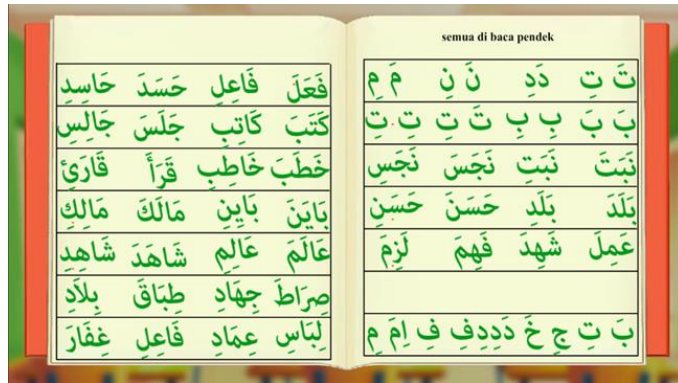 semua di baca pendek
تَ تِ دَدِ نَ نِ مَ مِ
بَ بَ بِ بِ تَ تِ تِ تِ
نَبَتَ نَبَتِ نَجَسَ نَجَسِ
بَلَدَ بَلَدِ حَسَنَ حَسَنِ
عَمِلَ شَهِدَ فَهِمَ لَزِمَ
بَ تِ جِ خَ دَدِدِفِ فِ اِمَ مِ
فَعَلَ فَاعِلِ حَسَدَ حَاسِدِ
كَتَبَ كَاتِبِ جَلَسَ جَالِسِ
خَطَبَ خَاطِبِ قَرَأَ قَارَئِ
بَايَنَ بَايِنِ مَالَكَ مَالِكِ
عَالَمَ عَالِمِ شَاهَدَ شَاهِدِ
صِرَاطَ جِهَادِ طِبَاقَ بِلاَدِ
لِبَاسِ عِمَادِ فَاعِلِ غِفَارَ